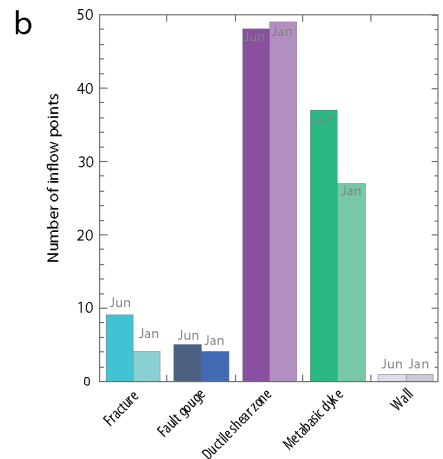 b
Number of inflow points
50
40
30
20
10
0
Jun
Jan
Jun
Jan
Jun
Jan
Jun
Jan
Jun
Jan
Fracture
Fault gouge
Ductile shear zone
Metabasic dyke
Wall